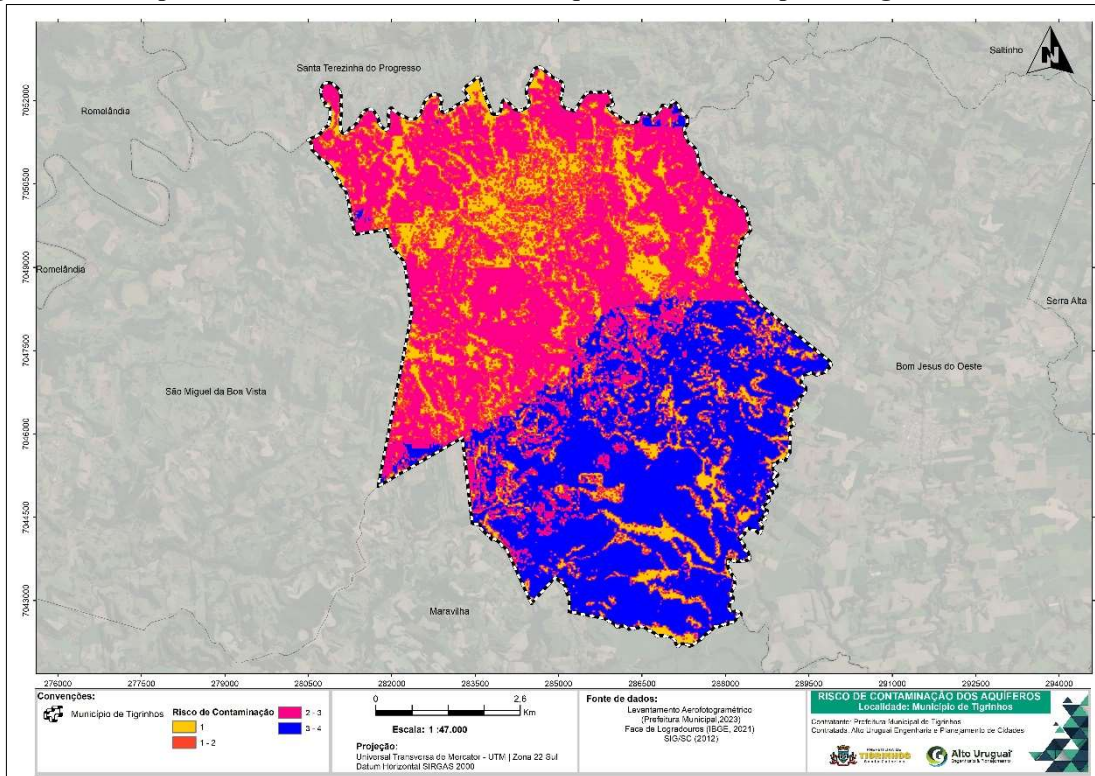 Santa Terezinha do Progresso
Saltinho
N
Romelândia
Romelândia
Serra Alta
Bom Jesus do Oeste
São Miguel da Boa Vista
Maravilha
7052000
7050500
7049000
7047500
7046000
7044500
7043000
276000 277500 279000 280500 282000 283500 285000 286500 288000 289500 291000 292500 294000
Convenções:
Município de Tigrinhos
Risco de Contaminação
1
1 - 2
2 - 3
3 - 4
0 2,6
Km
Escala: 1 :47.000
Projeção:
Universal Transversa de Mercator - UTM | Zona 22 Sul
Datum Horizontal SIRGAS 2000
Fonte de dados:
Levantamento Aerofotogramétrico
(Prefeitura Municipal,2023)
Face de Logradouros (IBGE, 2021)
SIG/SC (2012)
RISCO DE CONTAMINAÇÃO DOS AQUÍFEROS
Localidade: Município de Tigrinhos
Contratante: Prefeitura Municipal de Tigrinhos
Contratada: Alto Uruguai Engenharia e Planejamento de Cidades
TIGRINHOS
Alto Uruguai
Engenharia & Planejamento